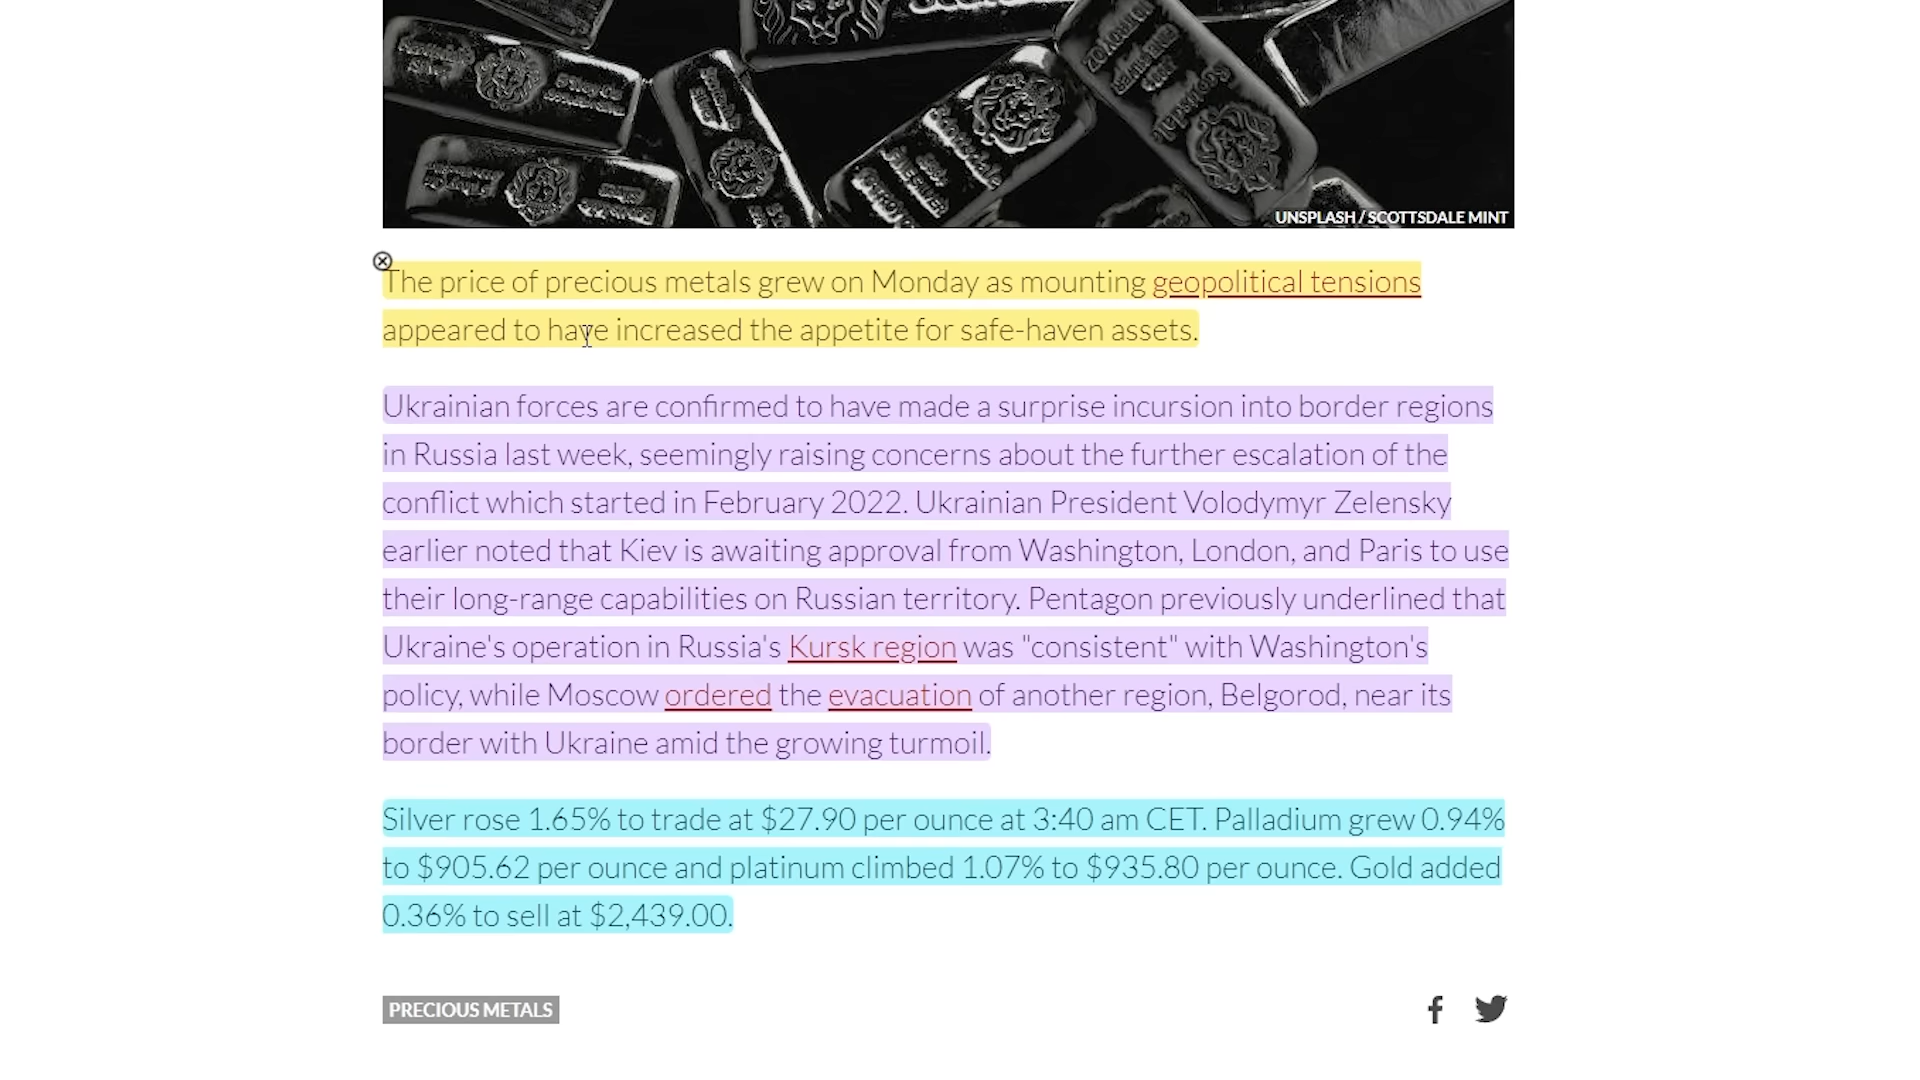 UNSPLASH / SCOTTSDALE MINT
The price of precious metals grew on Monday as mounting geopolitical tensions
appeared to have increased the appetite for safe-haven assets.
Ukrainian forces are confirmed to have made a surprise incursion into border regions
in Russia last week, seemingly raising concerns about the further escalation of the
conflict which started in February 2022. Ukrainian President Volodymyr Zelensky
earlier noted that Kiev is awaiting approval from Washington, London, and Paris to use
their long-range capabilities on Russian territory. Pentagon previously underlined that
Ukraine's operation in Russia's Kursk region was "consistent" with Washington's
policy, while Moscow ordered the evacuation of another region, Belgorod, near its
border with Ukraine amid the growing turmoil.
Silver rose 1.65% to trade at $27.90 per ounce at 3:40 am CET. Palladium grew 0.94%
to $905.62 per ounce and platinum climbed 1.07% to $935.80 per ounce. Gold added
0.36% to sell at $2,439.00.
PRECIOUS METALS